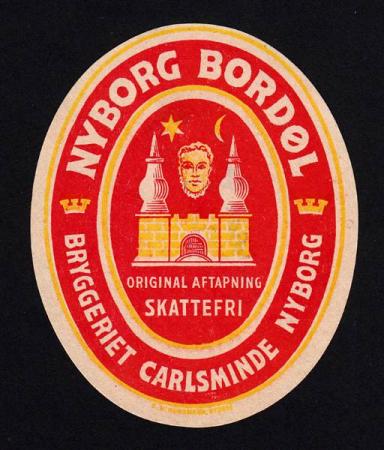 NYBORG BORDØL
ORIGINAL AFTAPNING
SKATTEFRI
BRYGGERIET CARLSMINDE NYBORG